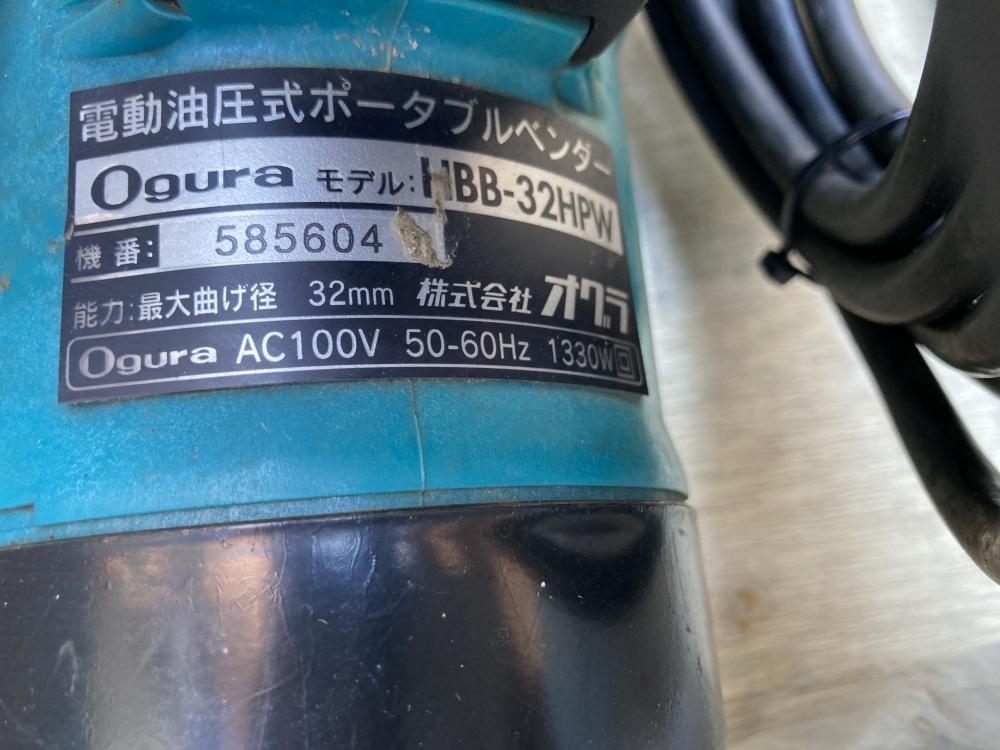 電動油圧式ポータブルベンダー
Ogura モデル:HBB-32HPW
機番: 585604
能力:最大曲げ径 32mm 株式会社 オグラ
Ogura AC100V 50-60Hz 1330W